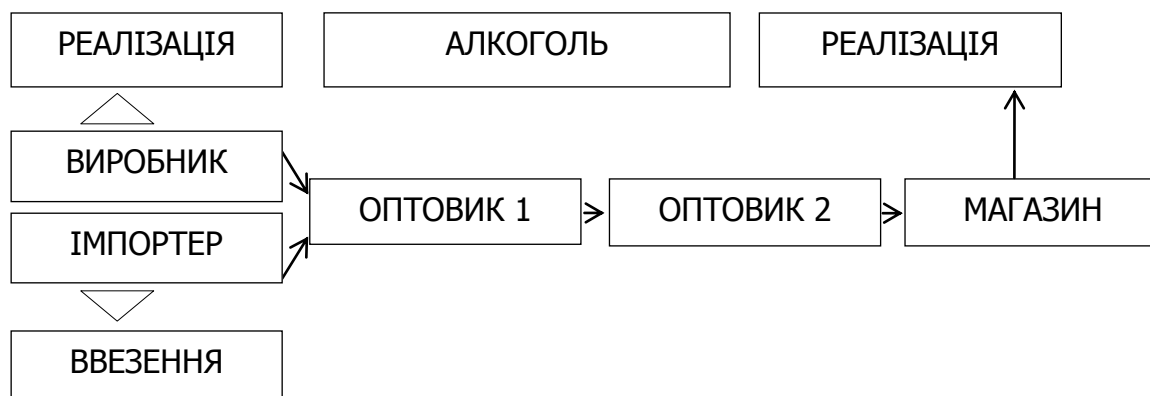 РЕАЛІЗАЦІЯ
АЛКОГОЛЬ
РЕАЛІЗАЦІЯ
ВИРОБНИК
ІМПОРТЕР
ОПТОВИК 1
ОПТОВИК 2
МАГАЗИН
ВВЕЗЕННЯ